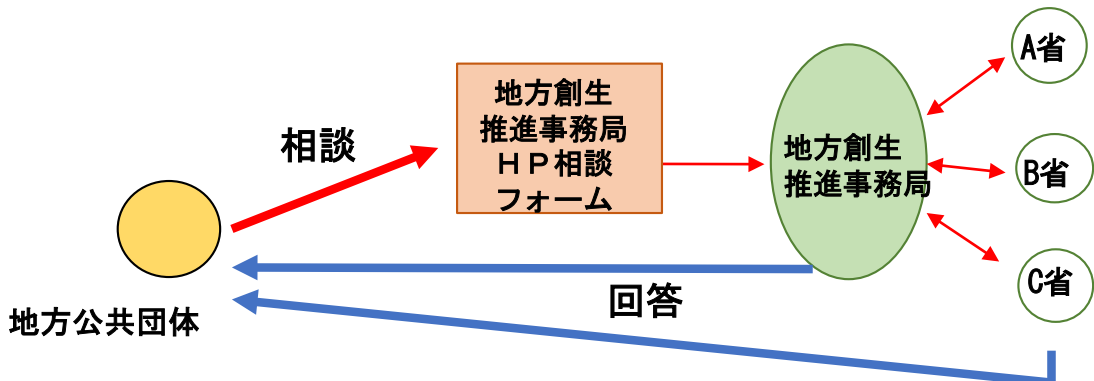 相談
地方創生
推進事務局
ＨＰ相談
フォーム
地方創生
推進事務局
A省
B省
C省
回答
地方公共団体